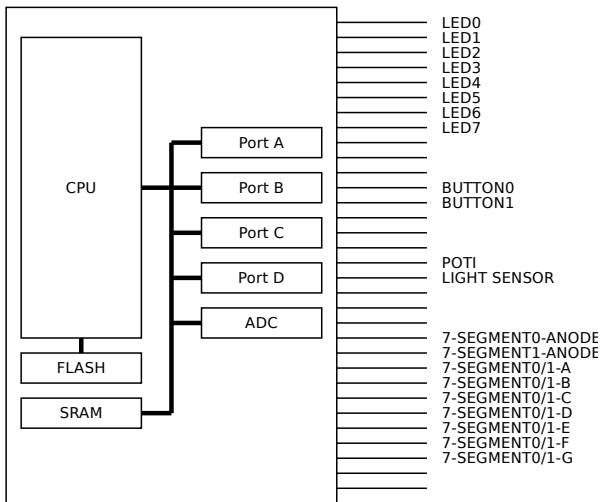 LED0
LED1
LED2
LED3
LED4
LED5
LED6
LED7
Port A
CPU
Port B
BUTTON0
BUTTON1
Port C
POTI
Port D
LIGHT SENSOR
ADC
7-SEGMENT0-ANODE
7-SEGMENT1-ANODE
FLASH
7-SEGMENT0/1-A
7-SEGMENT0/1-B
7-SEGMENT0/1-C
SRAM
7-SEGMENT0/1-D
7-SEGMENT0/1-E
7-SEGMENT0/1-F
7-SEGMENT0/1-G